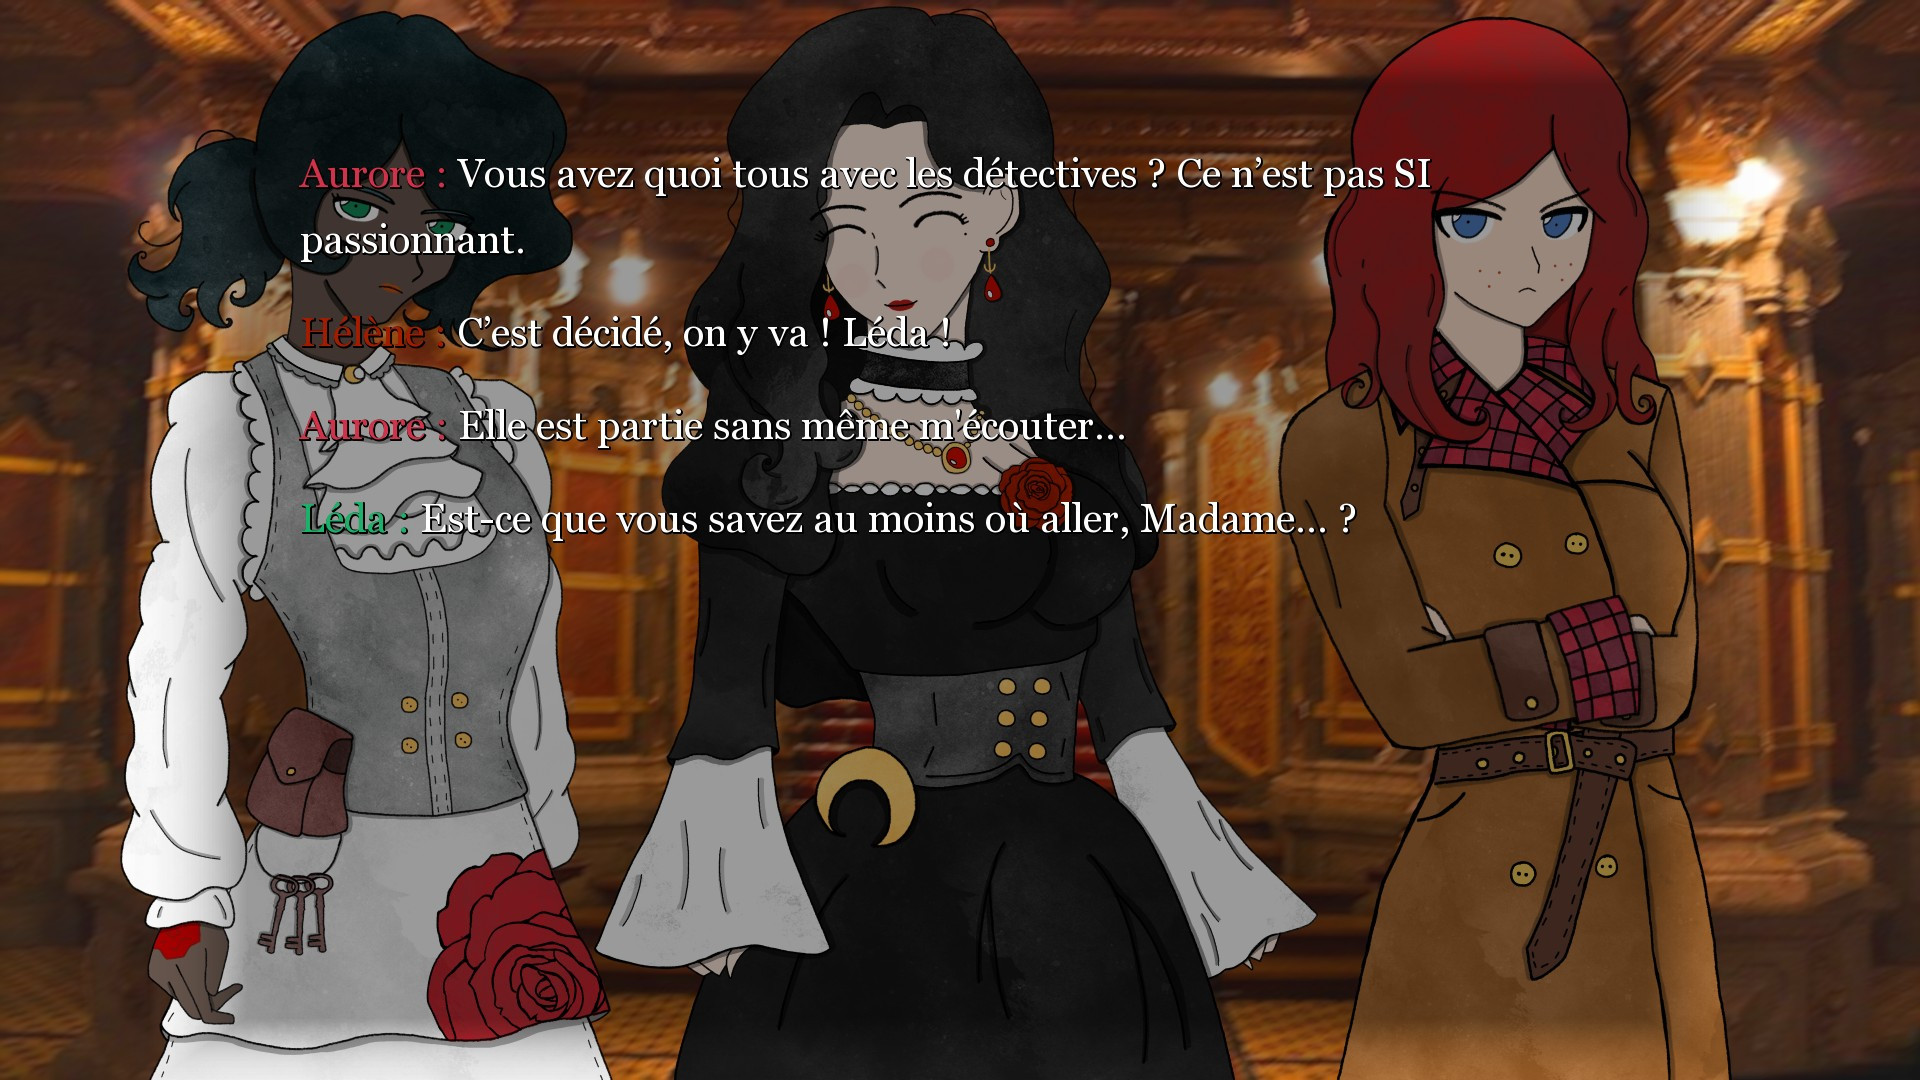 Aurore : Vous avez quoi tous avec les détectives ? Ce n’est pas SI
passionnant.
Hélène : C’est décidé, on y va ! Léda !
Aurore : Elle est partie sans même m'écouter...
Léda : Est-ce que vous savez au moins où aller, Madame... ?